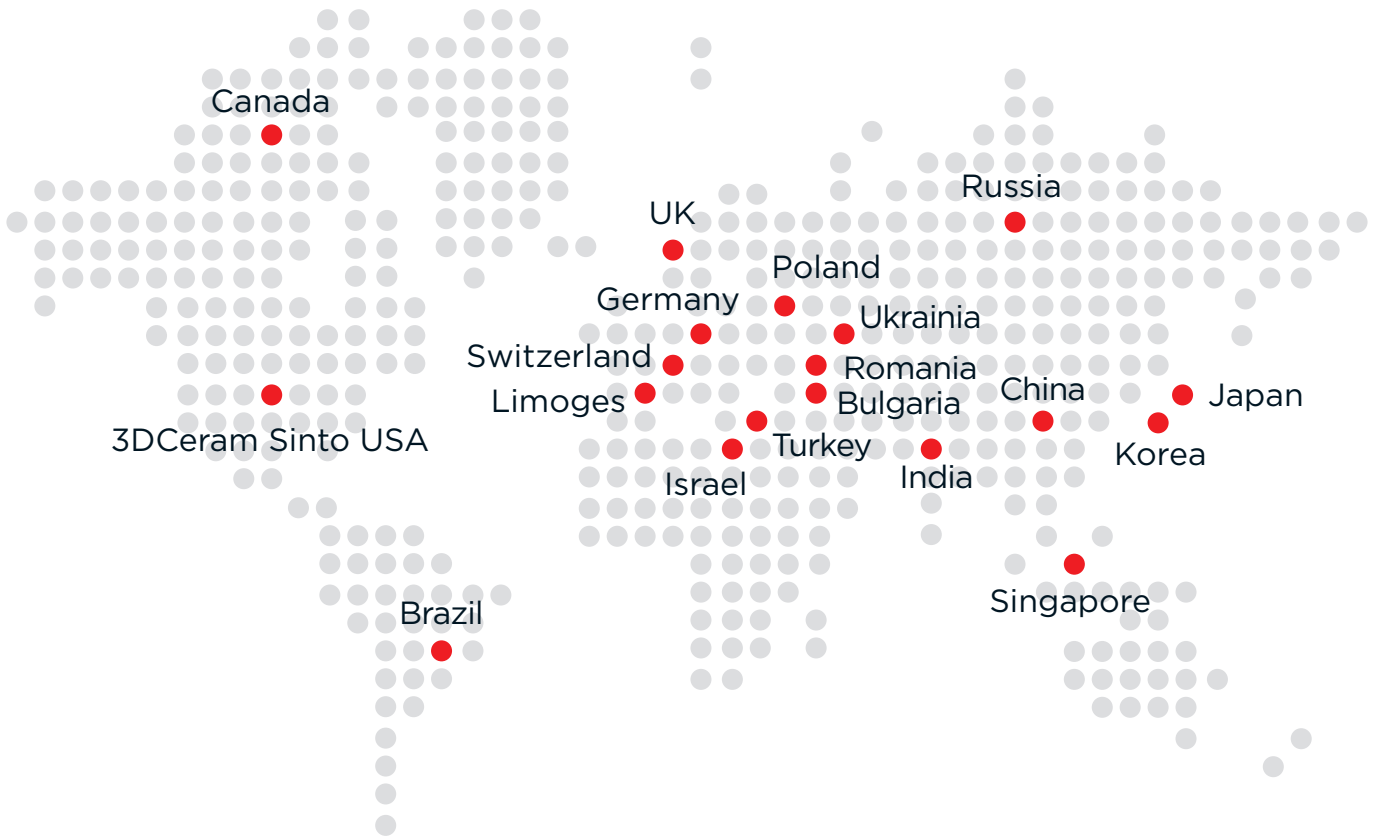 Canada
Russia
UK
Poland
Germany
Ukrainia
Switzerland
Romania
China
Limoges
Bulgaria
Japan
3DCeram Sinto USA
Turkey
Korea
Israel
India
Singapore
Brazil